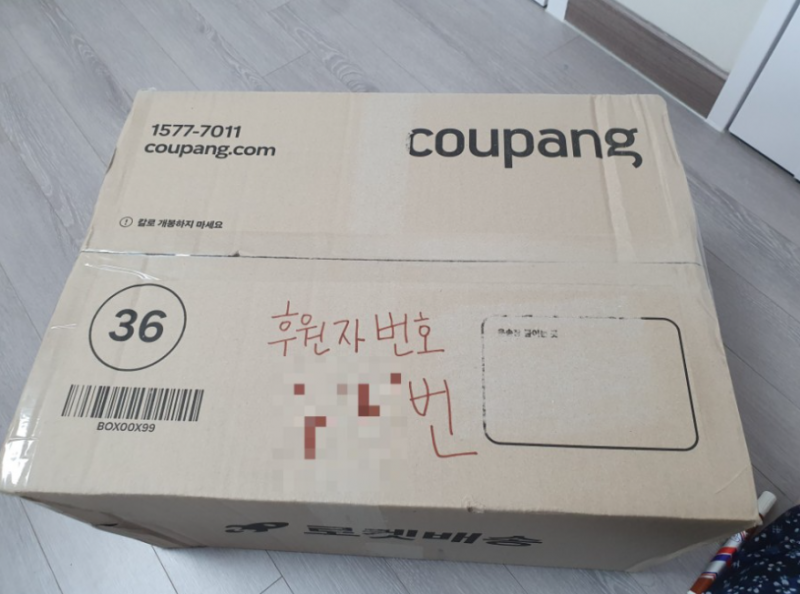 1577-7011
coupang.com
coupang
칼로 개봉하지 마세요
36
BOX00X99
후원자 번호
번
로켓배송